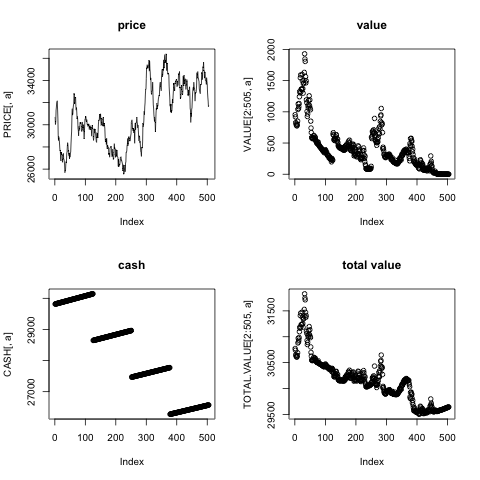 price
PRICE[, a]
26000 30000 34000
0 100 200 300 400 500
Index
value
VALUE[2:505, a]
0 500 1000 1500 2000
0 100 200 300 400 500
Index
cash
CASH[, a]
27000 29000
0 100 200 300 400 500
Index
total value
TOTAL.VALUE[2:505, a]
29500 30500 31500
0 100 200 300 400 500
Index